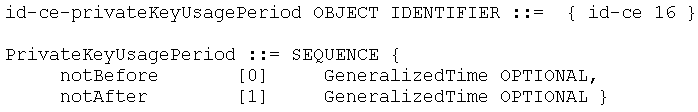 id-ce-privateKeyUsagePeriod OBJECT IDENTIFIER ::=  { id-ce 16 }
PrivateKeyUsagePeriod ::= SEQUENCE {
     notBefore       [0]     GeneralizedTime OPTIONAL,
     notAfter        [1]     GeneralizedTime OPTIONAL }